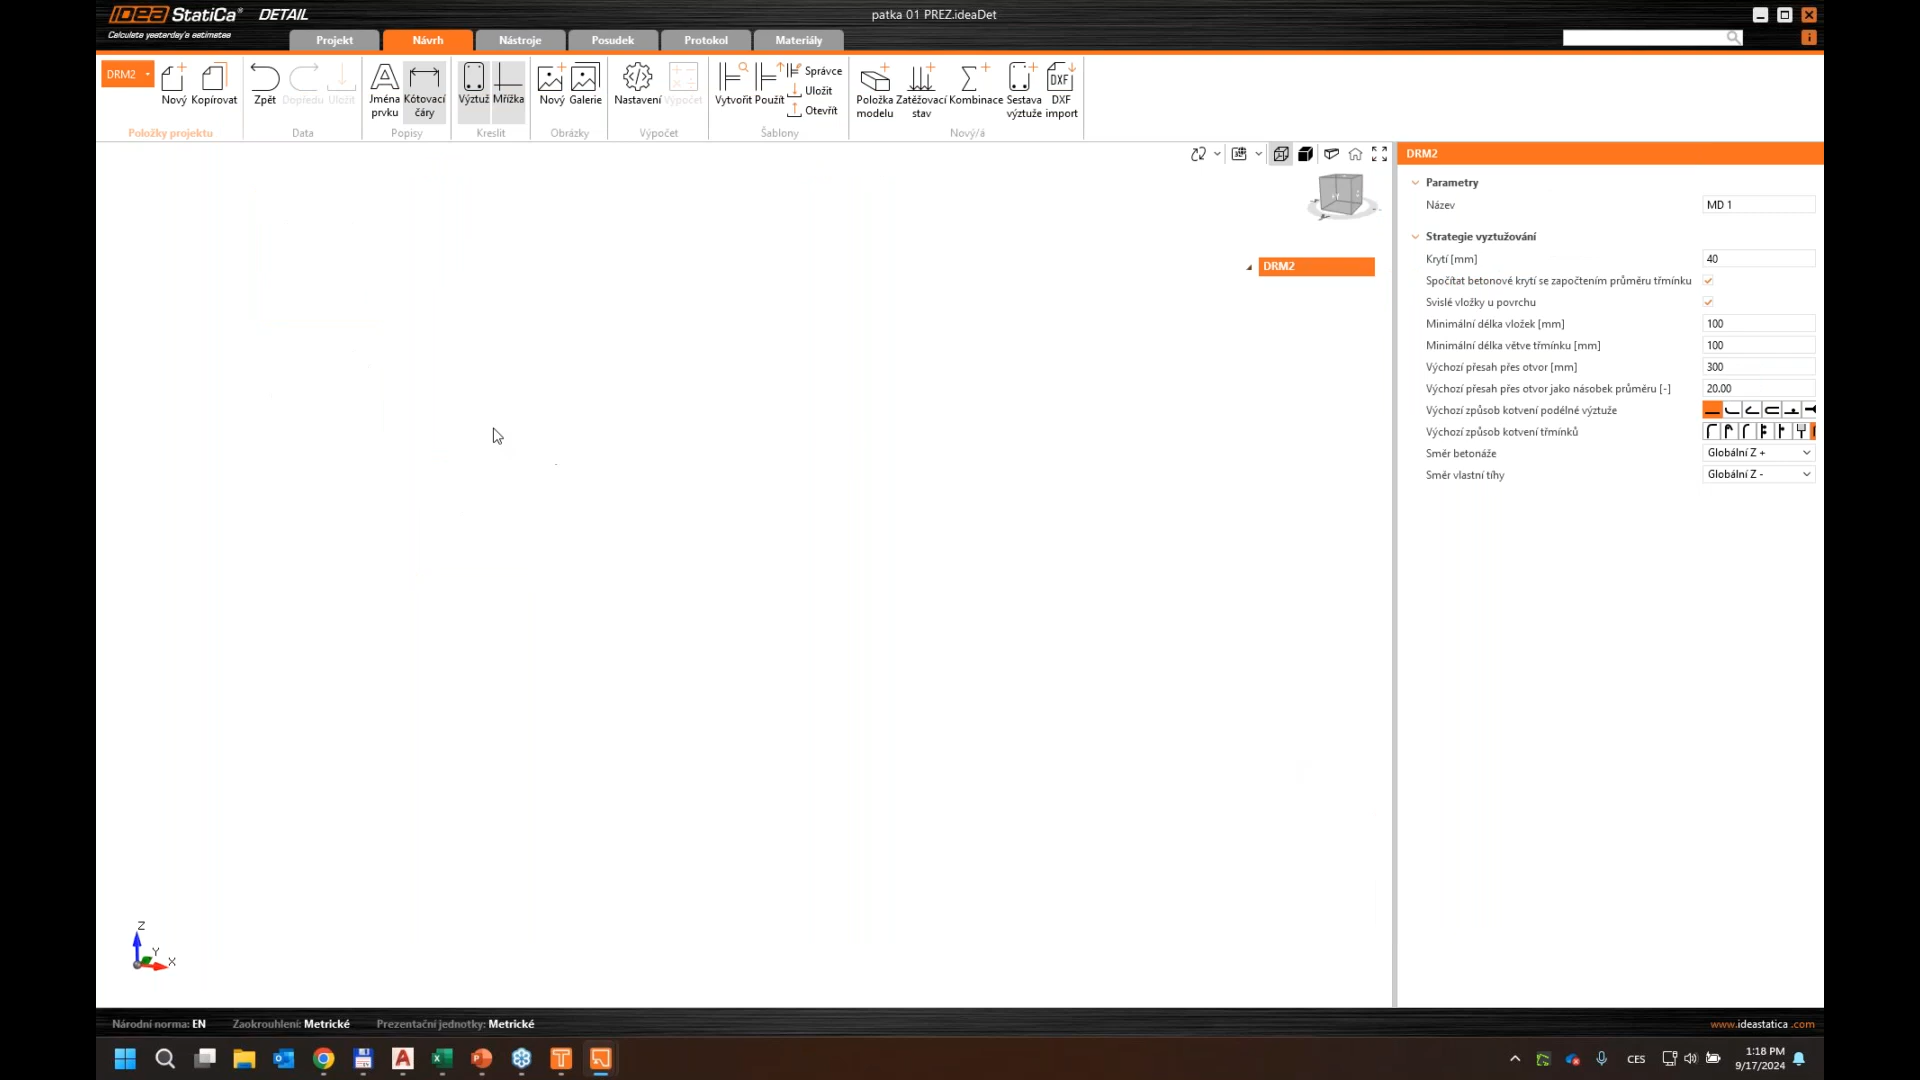 IDEA StatiCa® DETAIL
Calculate yesterday's estimates
patka 01 PREZ.ideaDet
Projekt
Návrh
Nástroje
Posudek
Protokol
Materiály
DRM2
Nový
Kopírovat
Položky projektu
Zpět
Dopředu
Uložit
Data
Jména prvku
Kótovací čáry
Popisy
Výztuž
Mřížka
Kreslit
Nový
Galerie
Obrázky
Nastavení
Výpočet
Výpočet
Vytvořit
Použít
Správce
Uložit
Otevřít
Šablony
Položka modelu
Zatěžovací stav
Kombinace
Sestava výztuže
DXF import
Nový/á
DRM2
DRM2
Parametry
Název MD 1
Strategie vyztužování
Krytí [mm] 40
Spočítat betonové krytí se započtením průměru třmínku
Svislé vložky u povrchu
Minimální délka vložek [mm] 100
Minimální délka větve třmínku [mm] 100
Výchozí přesah přes otvor [mm] 300
Výchozí přesah přes otvor jako násobek průměru [-] 20.00
Výchozí způsob kotvení podélné výztuže
Výchozí způsob kotvení třmínků
Směr betonáže Globální Z +
Směr vlastní tíhy Globální Z -
Z
Y
X
Národní norma: EN
Zaokrouhlení: Metrické
Prezentační jednotky: Metrické
www.ideastatica.com
CES
1:18 PM
9/17/2024